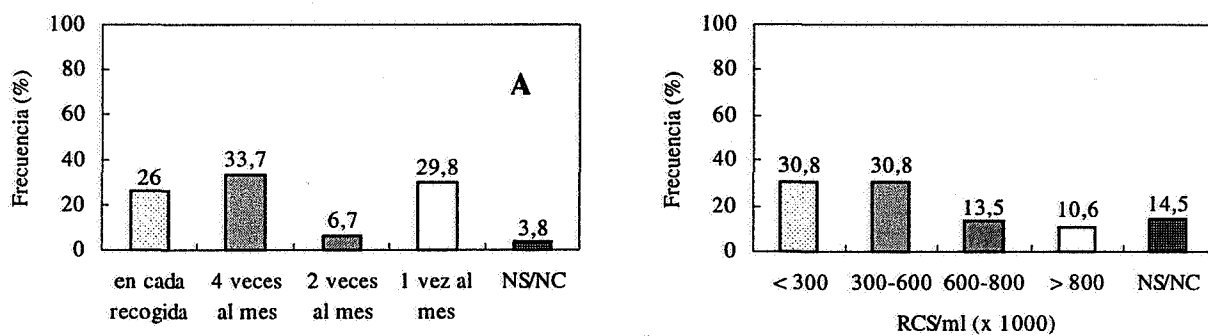 Frecuencia (%)
100
80
60
40
20
0
A
26
33,7
6,7
29,8
3,8
en cada
recogida
4 veces
al mes
2 veces
al mes
1 vez al
mes
NS/NC
Frecuencia (%)
100
80
60
40
20
0
30,8
30,8
13,5
10,6
14,5
< 300
300-600
600-800
> 800
NS/NC
RCS/ml (x 1000)